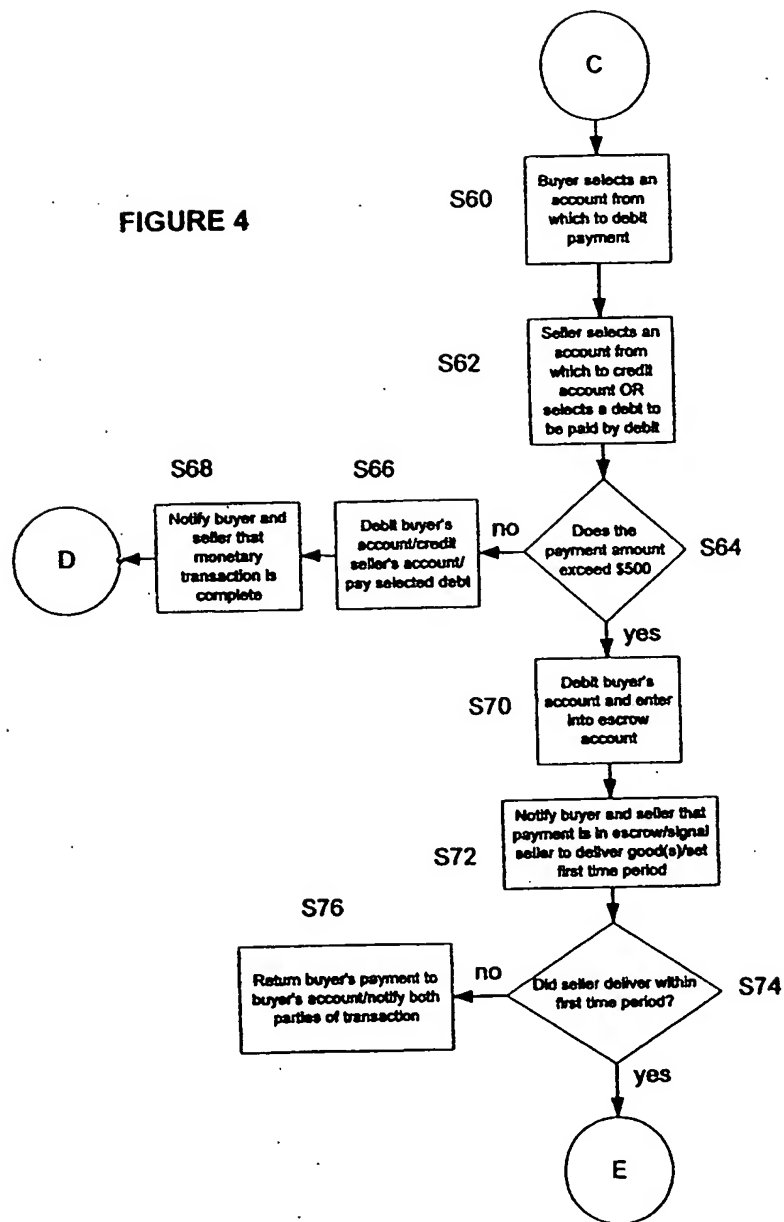 C
FIGURE 4
S60
Buyer selects an
account from
which to debit
payment
S62
Seller selects an
account from
which to credit
account OR
selects a debt to
be paid by debit
S68
Notify buyer and
seller that
monetary
transaction is
complete
S66
Debit buyer's
account/credit
seller's account/
pay selected debt
no
Does the
payment amount
exceed $500
S64
D
yes
S70
Debit buyer's
account and enter
into escrow
account
S72
Notify buyer and seller that
payment is in escrow/signal
seller to deliver good(s)/set
first time period
S76
Return buyer's payment to
buyer's account/notify both
parties of transaction
no
Did seller deliver within
first time period?
S74
yes
E